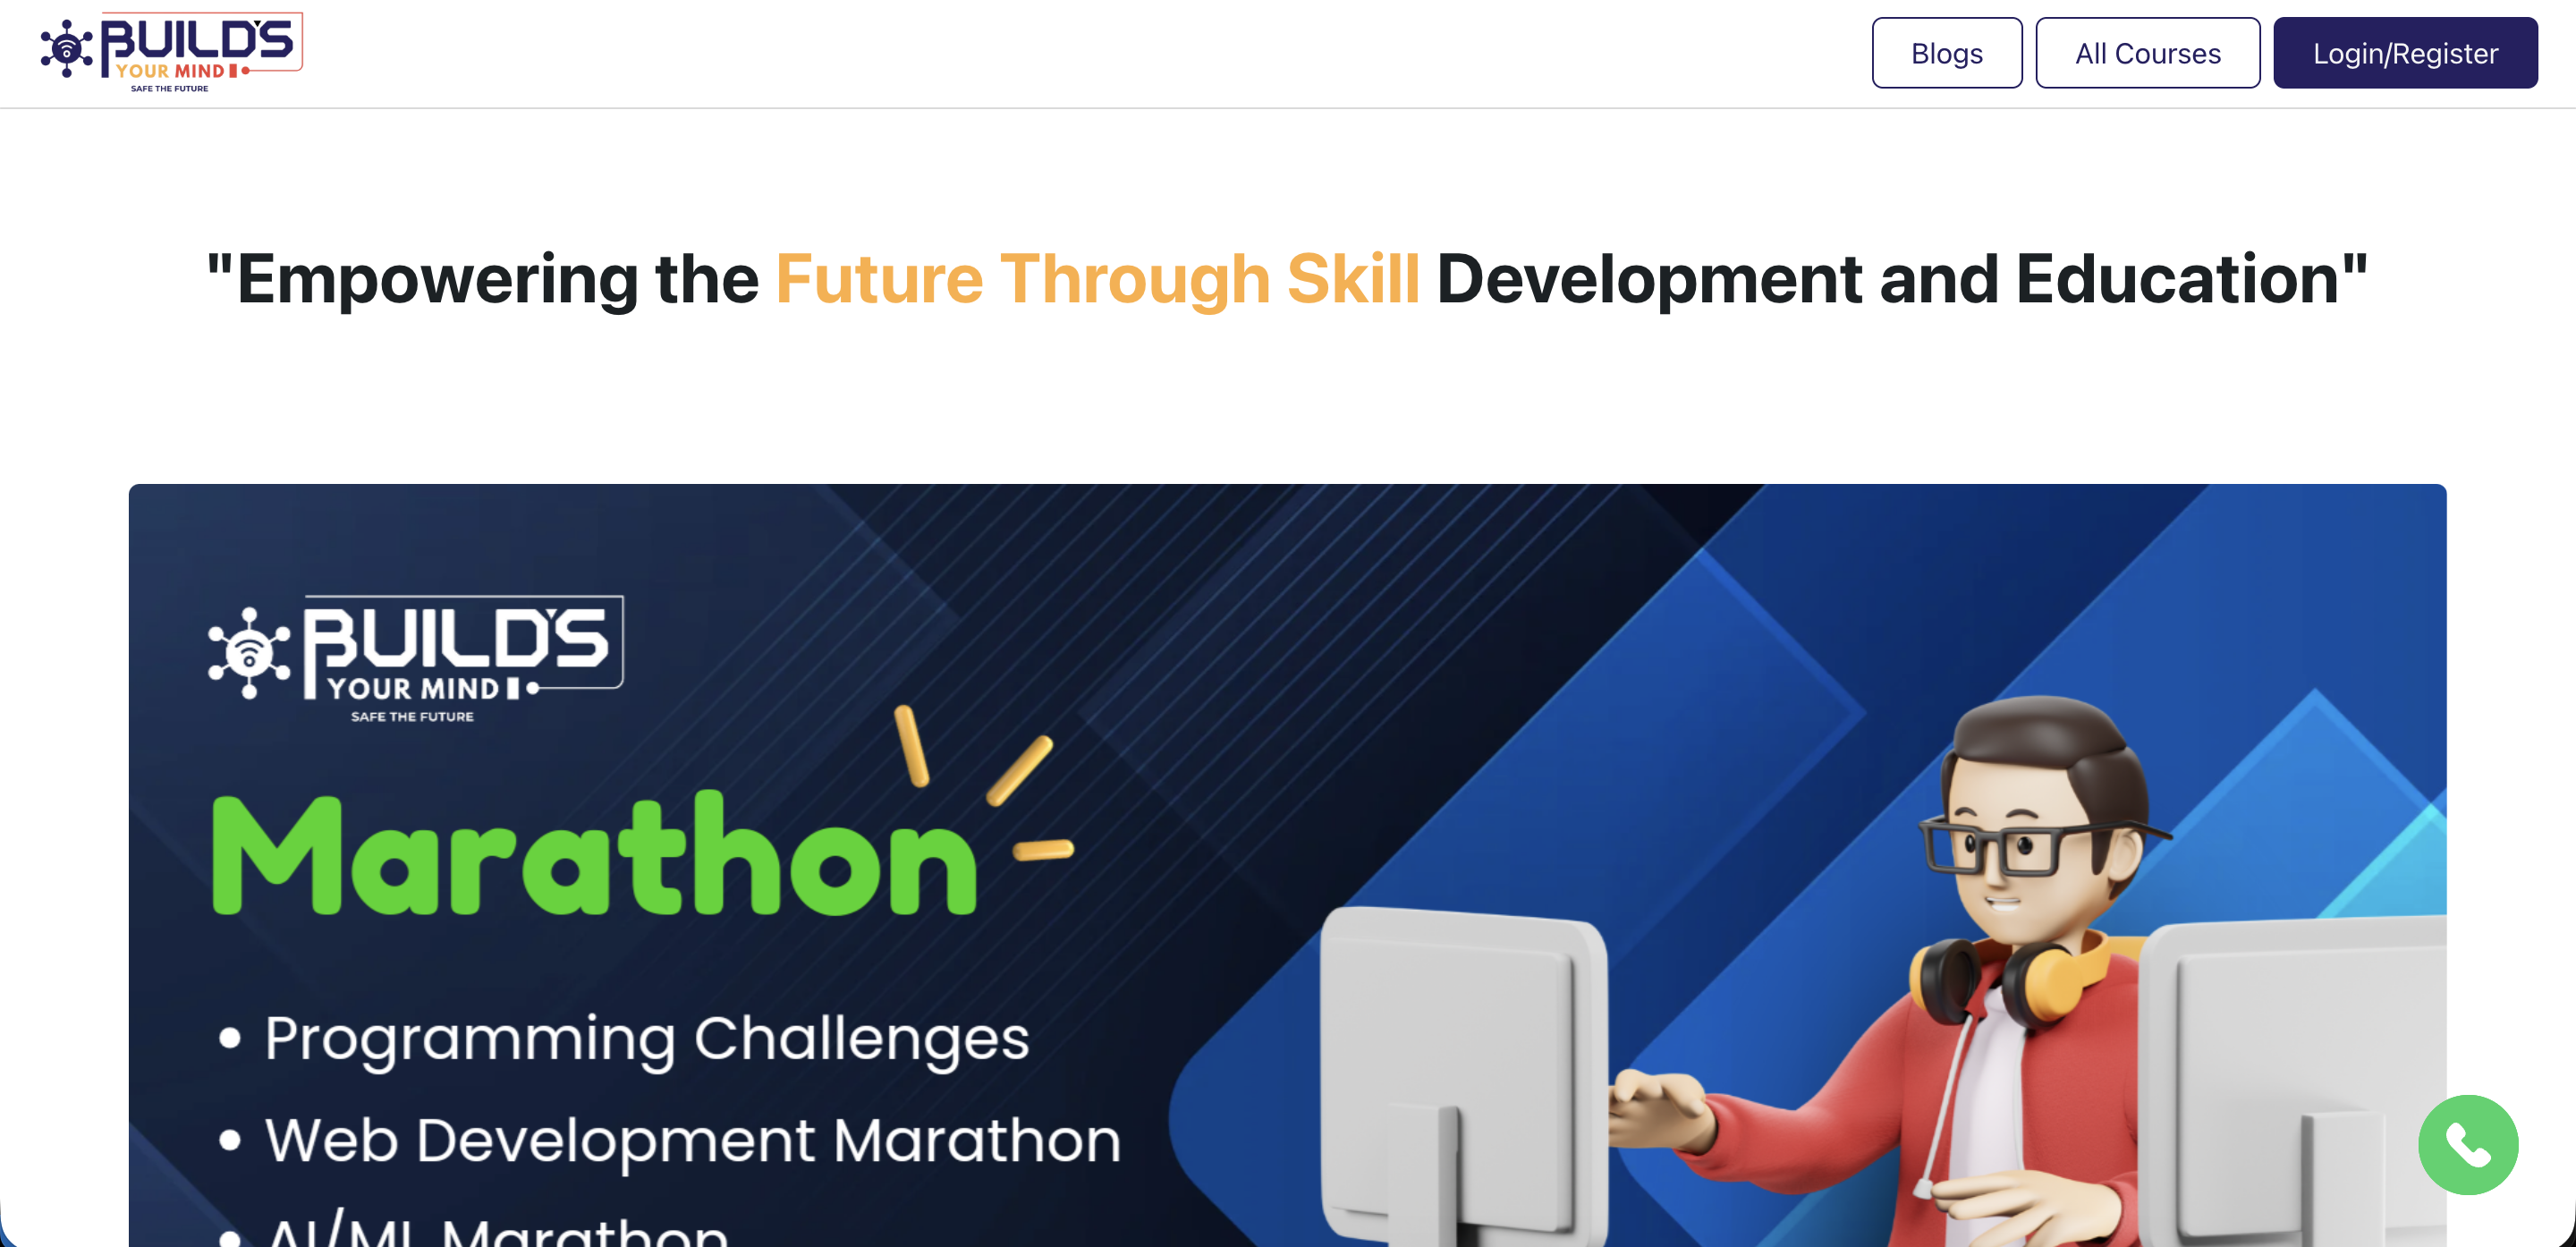 BUILD'S
YOUR MIND
SAFE THE FUTURE
Blogs
All Courses
Login/Register
"Empowering the Future Through Skill Development and Education"
BUILD'S
YOUR MIND
SAFE THE FUTURE
Marathon
• Programming Challenges
• Web Development Marathon
• AI/ML Marathon